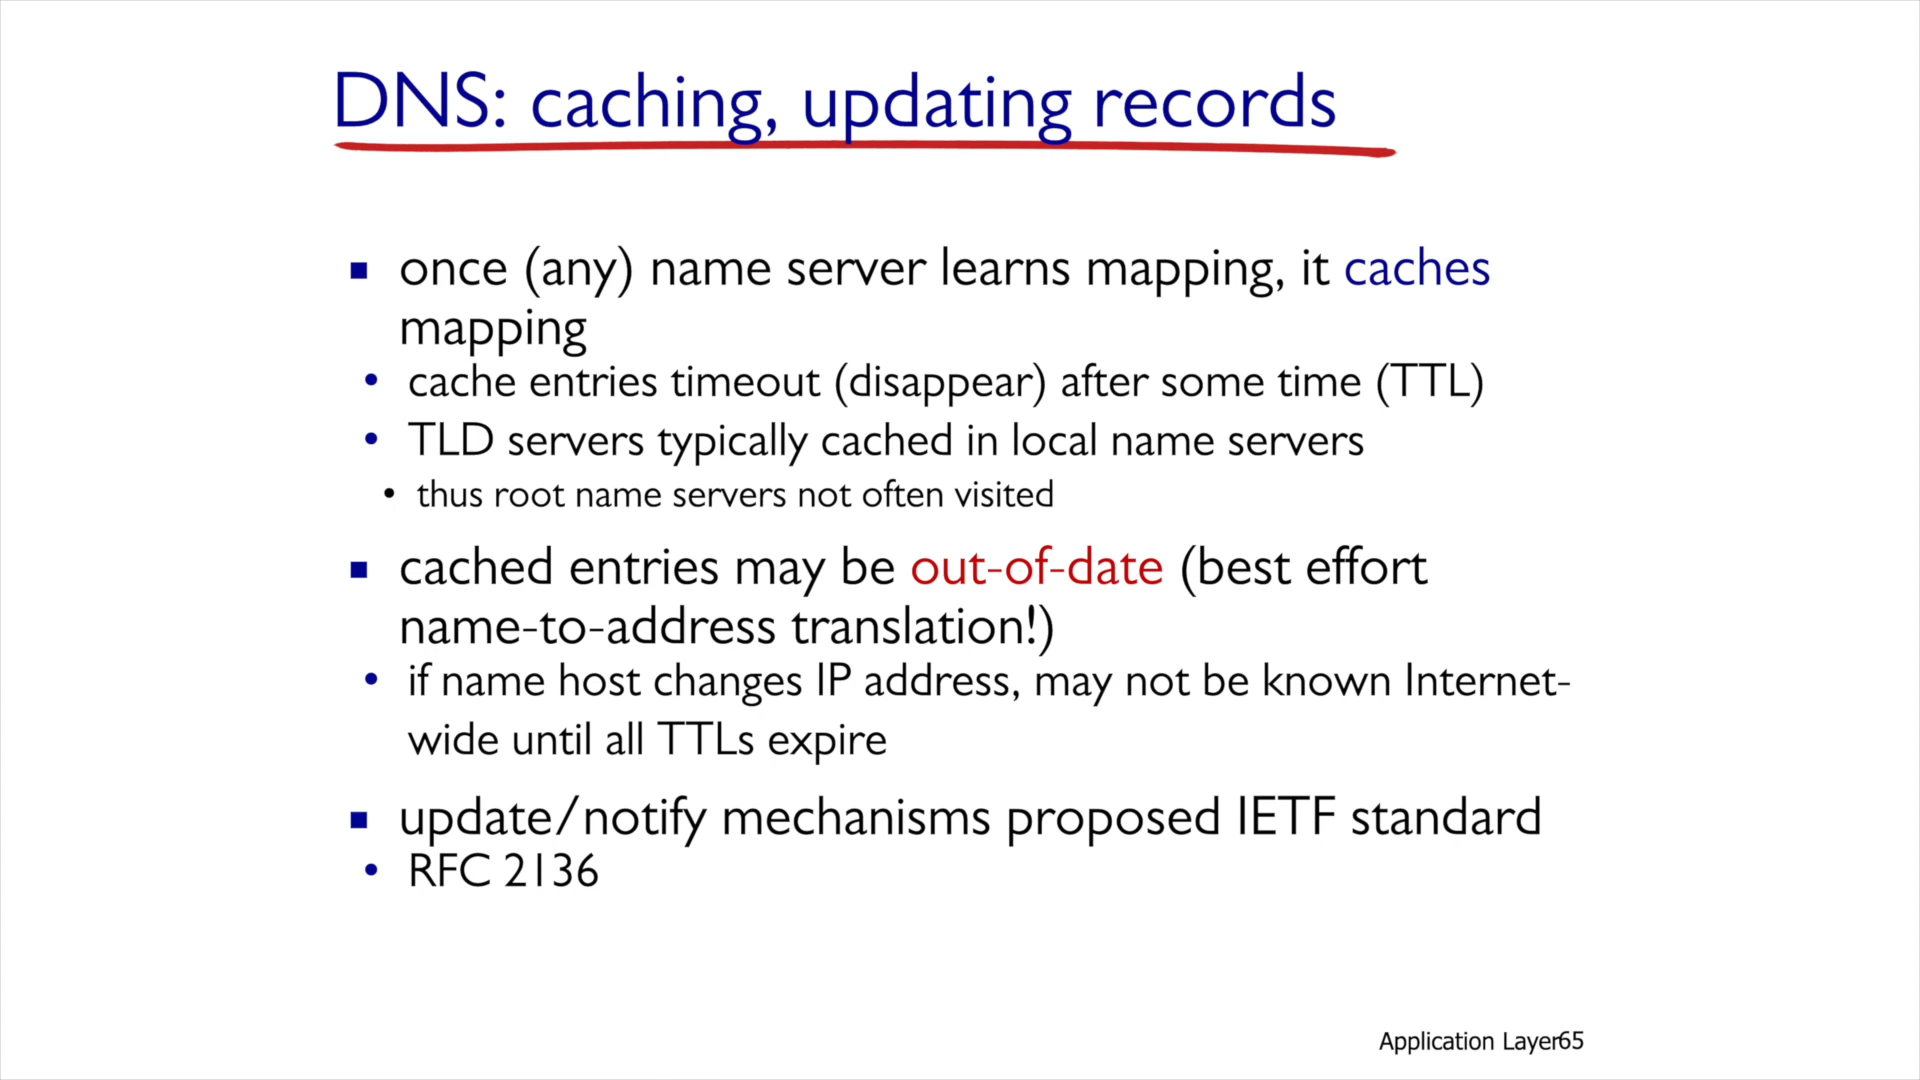 DNS: caching, updating records
▪ once (any) name server learns mapping, it caches
mapping
• cache entries timeout (disappear) after some time (TTL)
• TLD servers typically cached in local name servers
• thus root name servers not often visited
▪ cached entries may be out-of-date (best effort
name-to-address translation!)
• if name host changes IP address, may not be known Internet-
wide until all TTLs expire
▪ update/notify mechanisms proposed IETF standard
• RFC 2136
Application Layer65